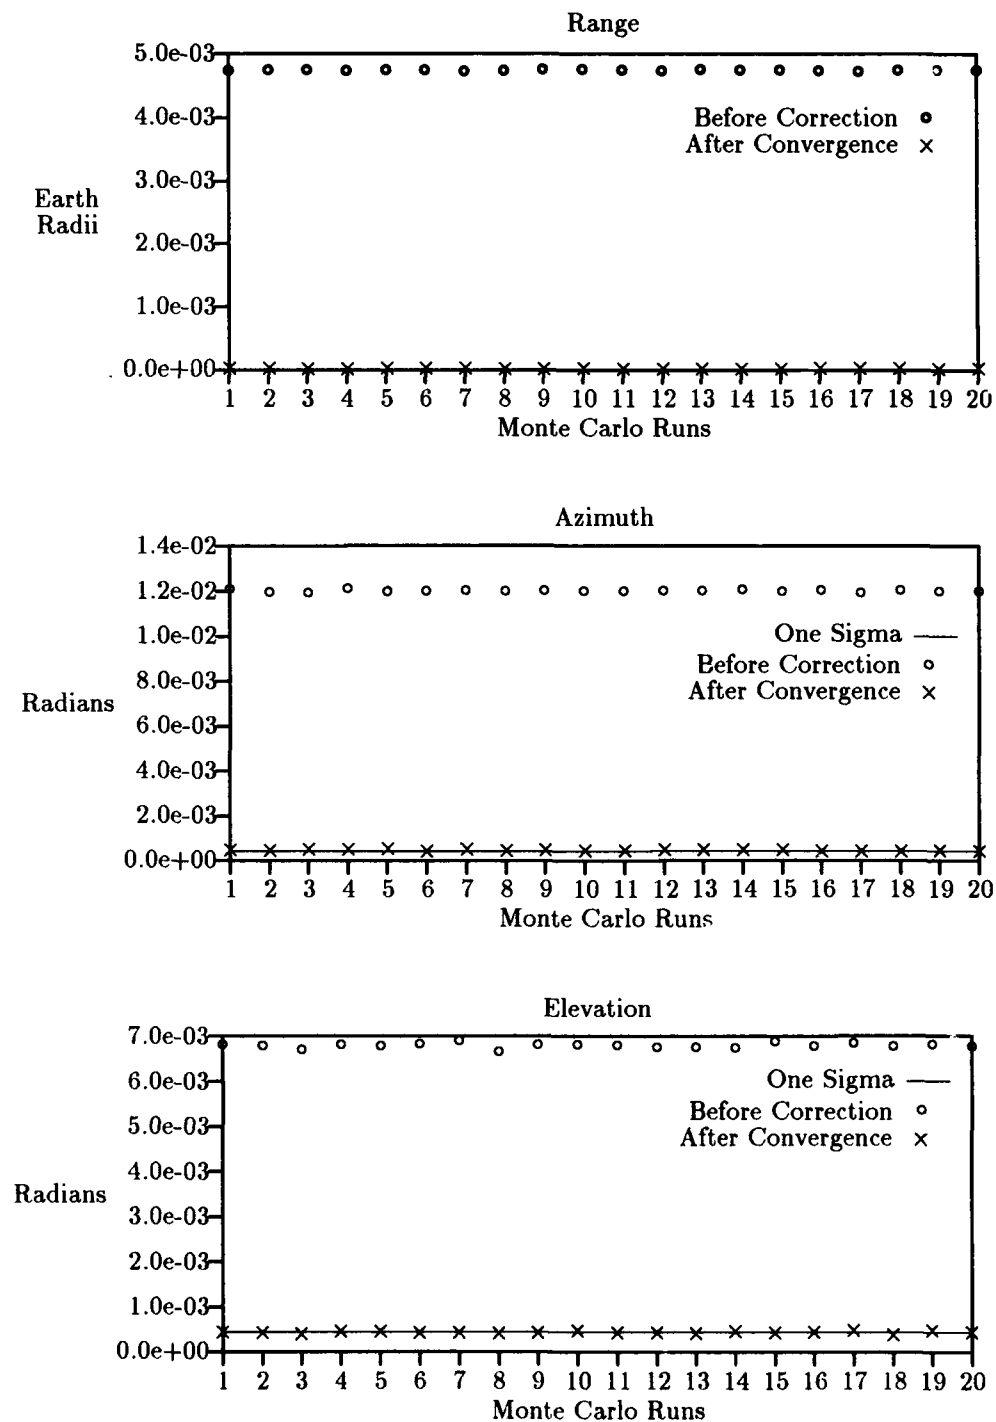 Range
5.0e-03
4.0e-03
3.0e-03
2.0e-03
1.0e-03
0.0e+00
Earth
Radii
Before Correction
After Convergence
1 2 3 4 5 6 7 8 9 10 11 12 13 14 15 16 17 18 19 20
Monte Carlo Runs
Azimuth
1.4e-02
1.2e-02
1.0e-02
8.0e-03
6.0e-03
4.0e-03
2.0e-03
0.0e+00
Radians
One Sigma
Before Correction
After Convergence
1 2 3 4 5 6 7 8 9 10 11 12 13 14 15 16 17 18 19 20
Monte Carlo Runs
Elevation
7.0e-03
6.0e-03
5.0e-03
4.0e-03
3.0e-03
2.0e-03
1.0e-03
0.0e+00
Radians
One Sigma
Before Correction
After Convergence
1 2 3 4 5 6 7 8 9 10 11 12 13 14 15 16 17 18 19 20
Monte Carlo Runs